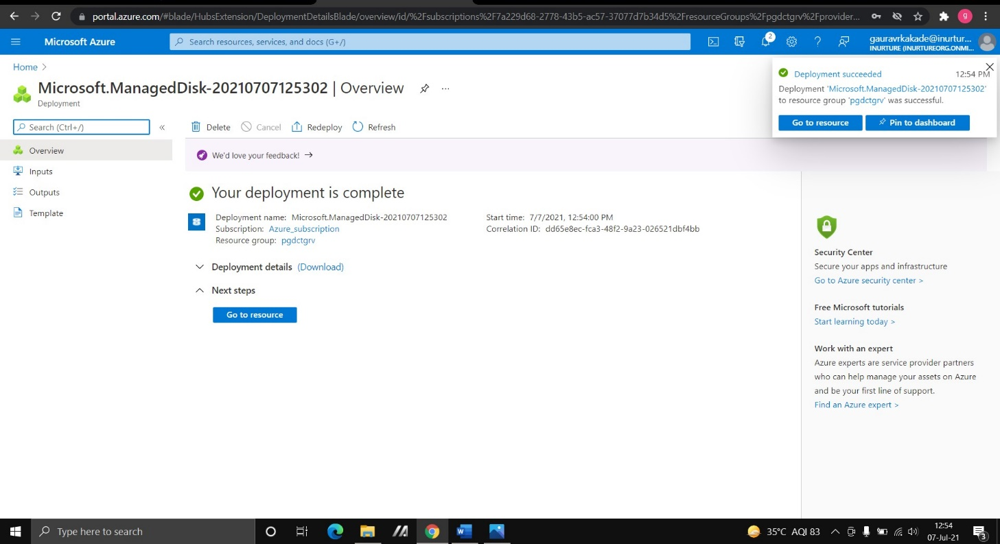 portal.azure.com/#blade/HubsExtension/DeploymentDetailsBlade/overview/id/%2Fsubscriptions%2F7a229d68-2778-43b5-ac57-37077d7b34d5%2FresourceGroups%2Fpgdctgrv%2Fprovider...
g
Microsoft Azure
Search resources, services, and docs (G+/)
2
gauravrkakade@inurtur...
INURTURE (INURTUREORG.ONMI...
Home >
Microsoft.ManagedDisk-20210707125302 | Overview ...
Deployment
Deployment succeeded 12:54 PM
Deployment 'Microsoft.ManagedDisk-20210707125302'
to resource group 'pgdctgrv' was successful.
Go to resource
Pin to dashboard
Search (Ctrl+/) «
Overview
Inputs
Outputs
Template
Delete Cancel Redeploy Refresh
We'd love your feedback! →
Your deployment is complete
Deployment name: Microsoft.ManagedDisk-20210707125302
Subscription: Azure_subscription
Resource group: pgdctgrv
Start time: 7/7/2021, 12:54:00 PM
Correlation ID: dd65e8ec-fca3-48f2-9a23-026521dbf4bb
Deployment details (Download)
Next steps
Go to resource
Security Center
Secure your apps and infrastructure
Go to Azure security center >
Free Microsoft tutorials
Start learning today >
Work with an expert
Azure experts are service provider partners
who can help manage your assets on Azure
and be your first line of support.
Find an Azure expert >
Type here to search
35°C AQI 83
12:54
07-Jul-21
3